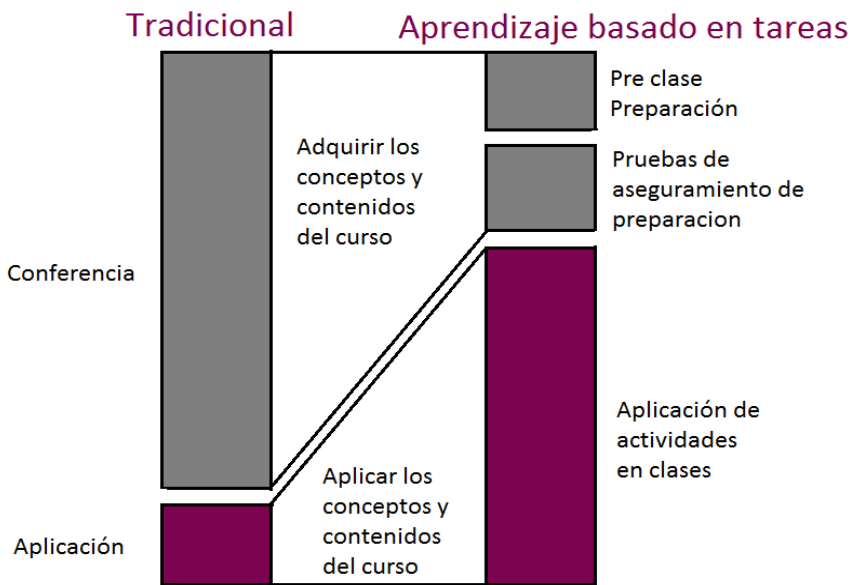 Tradicional
Aprendizaje basado en tareas
Pre clase
Preparación
Adquirir los
conceptos y
contenidos
del curso
Pruebas de
aseguramiento de
preparacion
Conferencia
Aplicación de
actividades
en clases
Aplicar los
conceptos y
contenidos
del curso
Aplicación